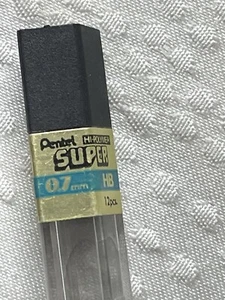 Pentel HI-POLYMER
SUPER
0.7mm HB
12pcs.